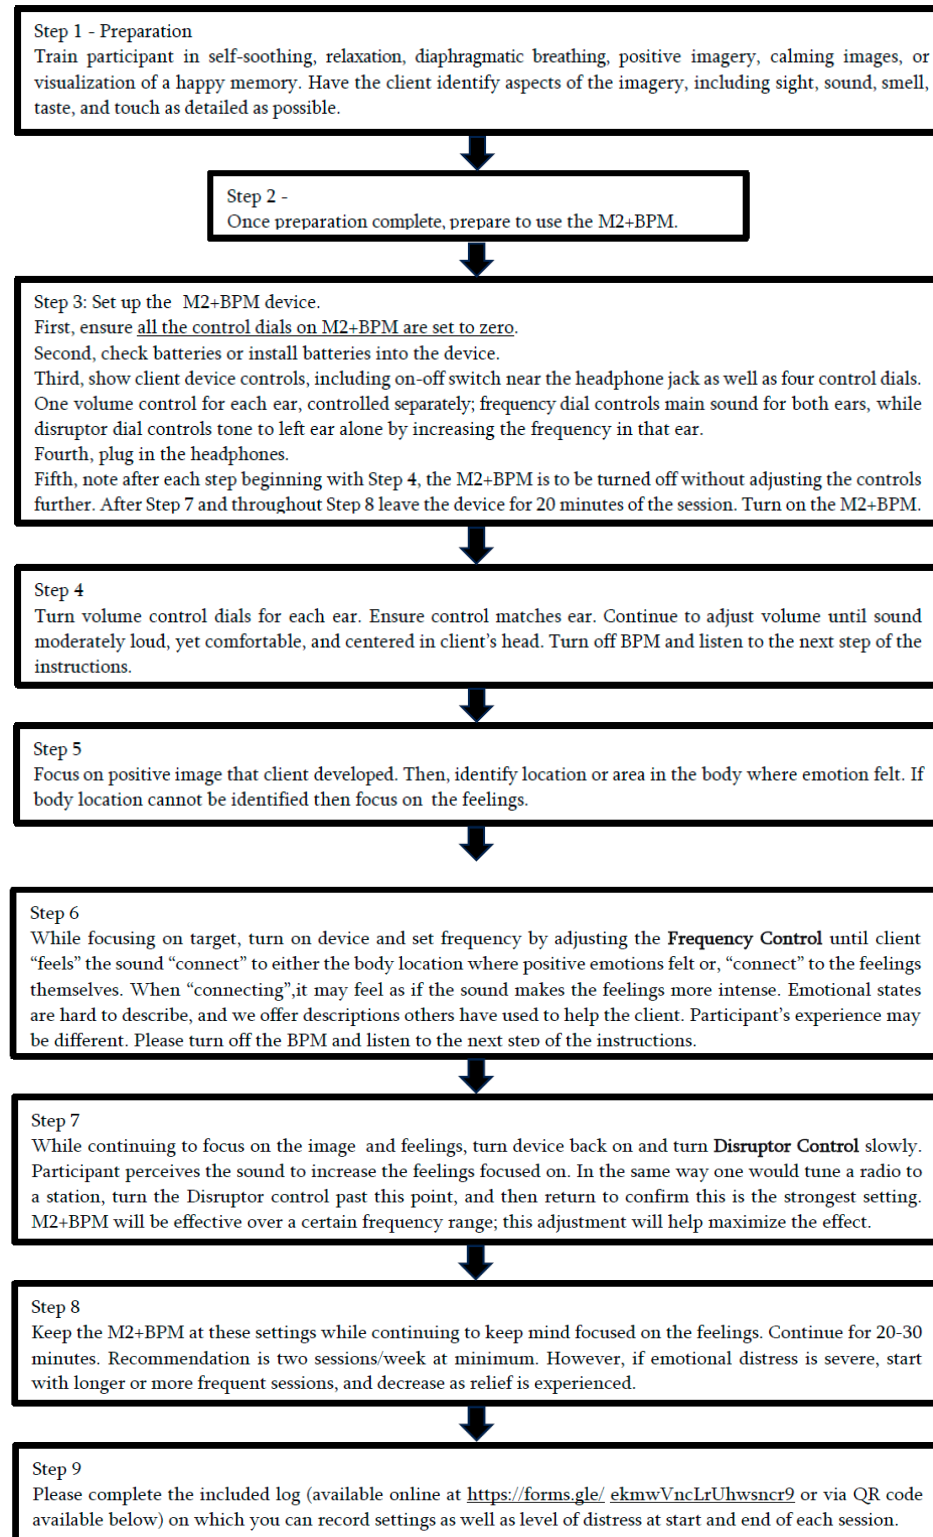 Step 1 - Preparation
Train participant in self-soothing, relaxation, diaphragmatic breathing, positive imagery, calming images, or
visualization of a happy memory. Have the client identify aspects of the imagery, including sight, sound, smell,
taste, and touch as detailed as possible.
Step 2 -
Once preparation complete, prepare to use the M2+BPM.
Step 3: Set up the M2+BPM device.
First, ensure all the control dials on M2+BPM are set to zero.
Second, check batteries or install batteries into the device.
Third, show client device controls, including on-off switch near the headphone jack as well as four control dials.
One volume control for each ear, controlled separately; frequency dial controls main sound for both ears, while
disruptor dial controls tone to left ear alone by increasing the frequency in that ear.
Fourth, plug in the headphones.
Fifth, note after each step beginning with Step 4, the M2+BPM is to be turned off without adjusting the controls
further. After Step 7 and throughout Step 8 leave the device for 20 minutes of the session. Turn on the M2+BPM.
Step 4
Turn volume control dials for each ear. Ensure control matches ear. Continue to adjust volume until sound
moderately loud, yet comfortable, and centered in client's head. Turn off BPM and listen to the next step of the
instructions.
Step 5
Focus on positive image that client developed. Then, identify location or area in the body where emotion felt. If
body location cannot be identified then focus on the feelings.
Step 6
While focusing on target, turn on device and set frequency by adjusting the Frequency Control until client
“feels” the sound “connect” to either the body location where positive emotions felt or, “connect” to the feelings
themselves. When “connecting”,it may feel as if the sound makes the feelings more intense. Emotional states
are hard to describe, and we offer descriptions others have used to help the client. Participant's experience may
be different. Please turn off the BPM and listen to the next step of the instructions.
Step 7
While continuing to focus on the image and feelings, turn device back on and turn Disruptor Control slowly.
Participant perceives the sound to increase the feelings focused on. In the same way one would tune a radio to
a station, turn the Disruptor control past this point, and then return to confirm this is the strongest setting.
M2+BPM will be effective over a certain frequency range; this adjustment will help maximize the effect.
Step 8
Keep the M2+BPM at these settings while continuing to keep mind focused on the feelings. Continue for 20-30
minutes. Recommendation is two sessions/week at minimum. However, if emotional distress is severe, start
with longer or more frequent sessions, and decrease as relief is experienced.
Step 9
Please complete the included log (available online at https://forms.gle/ ekmwVncLrUhwsncr9 or via QR code
available below) on which you can record settings as well as level of distress at start and end of each session.